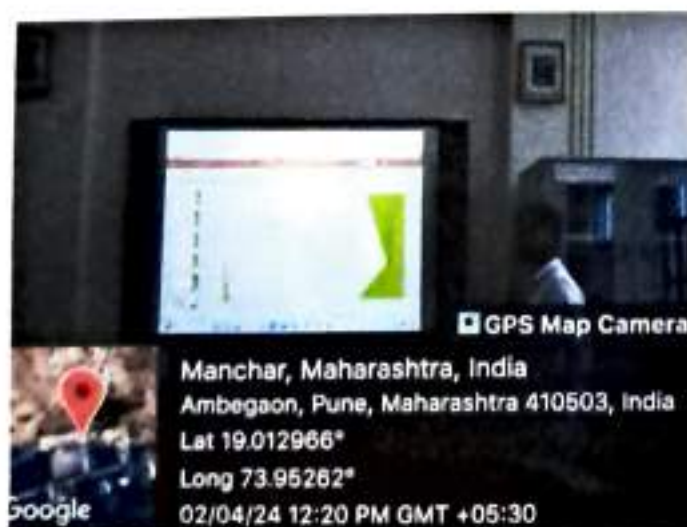 GPS Map Camera
Manchar, Maharashtra, India
Ambegaon, Pune, Maharashtra 410503, India
Lat 19.012966°
Long 73.95262°
02/04/24 12:20 PM GMT +05:30
Google